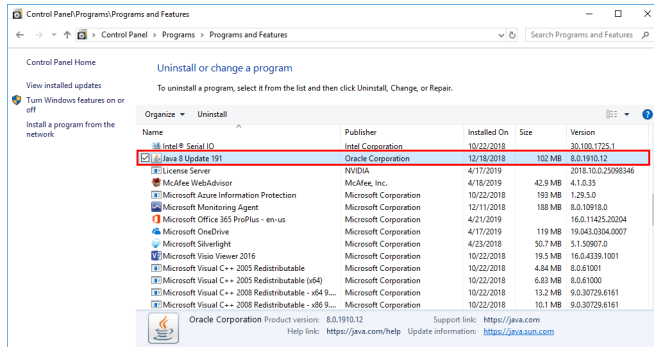 Control Panel\Programs\Programs and Features
Control Panel > Programs > Programs and Features
Search Programs and Features
Control Panel Home
View installed updates
Turn Windows features on or off
Install a program from the network
Uninstall or change a program
To uninstall a program, select it from the list and then click Uninstall, Change, or Repair.
Organize Uninstall
Name Publisher Installed On Size Version
Intel® Serial IO Intel Corporation 10/22/2018 30.100.1725.1
Java 8 Update 191 Oracle Corporation 12/18/2018 102 MB 8.0.1910.12
License Server NVIDIA 4/17/2019 2018.10.0.25098346
McAfee WebAdvisor McAfee, Inc. 4/18/2019 42.9 MB 4.1.0.35
Microsoft Azure Information Protection Microsoft Corporation 10/22/2018 193 MB 1.29.5.0
Microsoft Monitoring Agent Microsoft Corporation 12/11/2018 188 MB 8.0.10918.0
Microsoft Office 365 ProPlus - en-us Microsoft Corporation 4/21/2019 16.0.11425.20204
Microsoft OneDrive Microsoft Corporation 4/17/2019 119 MB 19.043.0304.0007
Microsoft Silverlight Microsoft Corporation 4/23/2018 50.7 MB 5.1.50907.0
Microsoft Visio Viewer 2016 Microsoft Corporation 10/22/2018 19.5 MB 16.0.4339.1001
Microsoft Visual C++ 2005 Redistributable Microsoft Corporation 10/22/2018 4.84 MB 8.0.61001
Microsoft Visual C++ 2005 Redistributable (x64) Microsoft Corporation 10/22/2018 6.83 MB 8.0.61000
Microsoft Visual C++ 2008 Redistributable - x64 9.... Microsoft Corporation 10/22/2018 13.2 MB 9.0.30729.6161
Microsoft Visual C++ 2008 Redistributable - x86 9.... Microsoft Corporation 10/22/2018 10.1 MB 9.0.30729.6161
Oracle Corporation Product version: 8.0.1910.12 Support link: https://java.com
Help link: https://java.com/help Update information: https://java.sun.com